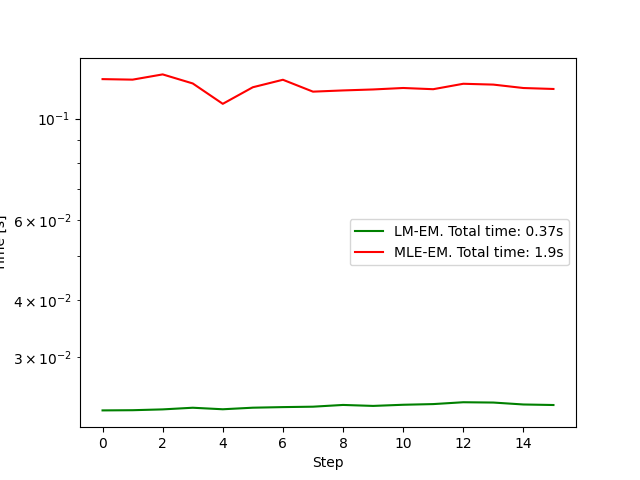 10⁻¹
6 × 10⁻²
4 × 10⁻²
3 × 10⁻²
Time [s]
LM-EM. Total time: 0.37s
MLE-EM. Total time: 1.9s
0 2 4 6 8 10 12 14
Step